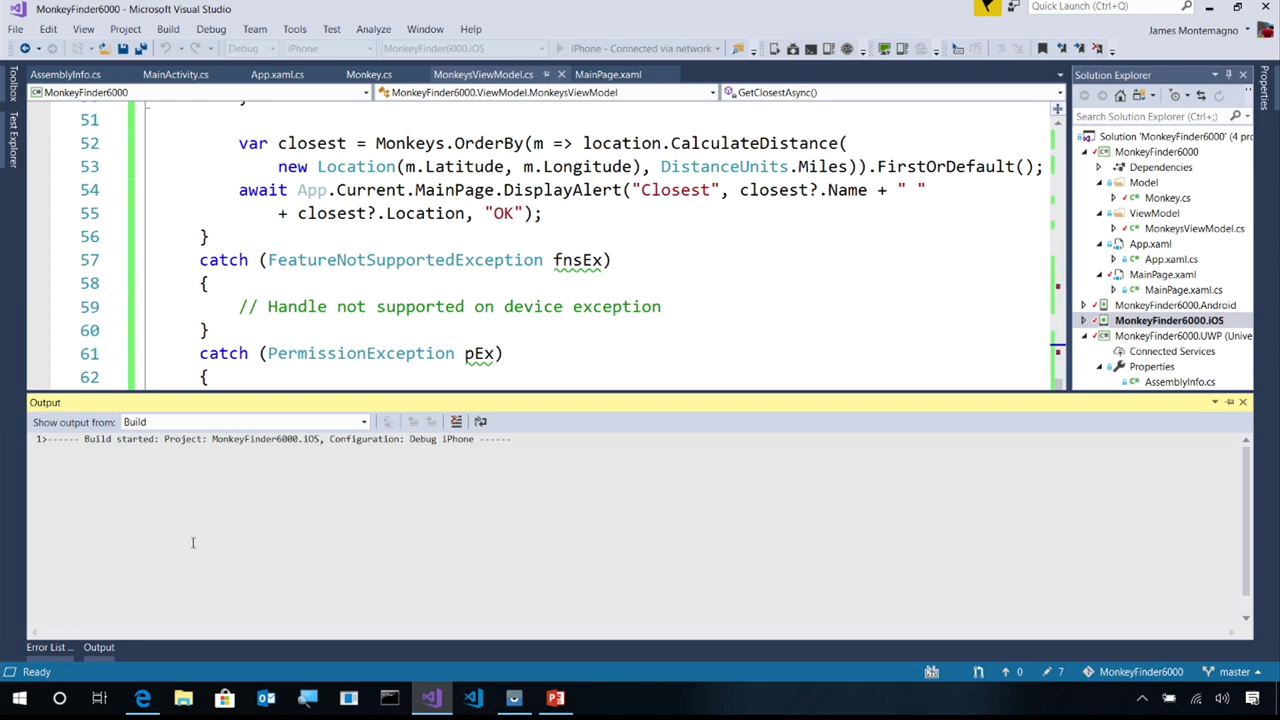 MonkeyFinder6000 - Microsoft Visual Studio
Quick Launch (Ctrl+Q)
File Edit View Project Build Debug Team Tools Test Analyze Window Help
James Montemagno
Debug iPhone MonkeyFinder6000.iOS iPhone - Connected via network
AssemblyInfo.cs MainActivity.cs App.xaml.cs Monkey.cs MonkeysViewModel.cs MainPage.xaml
MonkeyFinder6000 MonkeyFinder6000.ViewModel.MonkeysViewModel GetClosestAsync()
Toolbox
Test Explorer
51
52 var closest = Monkeys.OrderBy(m => location.CalculateDistance(
53 new Location(m.Latitude, m.Longitude), DistanceUnits.Miles)).FirstOrDefault();
54 await App.Current.MainPage.DisplayAlert("Closest", closest?.Name + " "
55 + closest?.Location, "OK");
56 }
57 catch (FeatureNotSupportedException fnsEx)
58 {
59 // Handle not supported on device exception
60 }
61 catch (PermissionException pEx)
62 {
Solution Explorer
Search Solution Explorer (Ctrl+;)
Solution 'MonkeyFinder6000' (4 pro
MonkeyFinder6000
Dependencies
Model
Monkey.cs
ViewModel
MonkeysViewModel.cs
App.xaml
App.xaml.cs
MainPage.xaml
MainPage.xaml.cs
MonkeyFinder6000.Android
MonkeyFinder6000.iOS
MonkeyFinder6000.UWP (Univer
Connected Services
Properties
AssemblyInfo.cs
Properties
Output
Show output from: Build
1>------ Build started: Project: MonkeyFinder6000.iOS, Configuration: Debug iPhone ------
Error List ... Output
Ready 0 7 MonkeyFinder6000 master